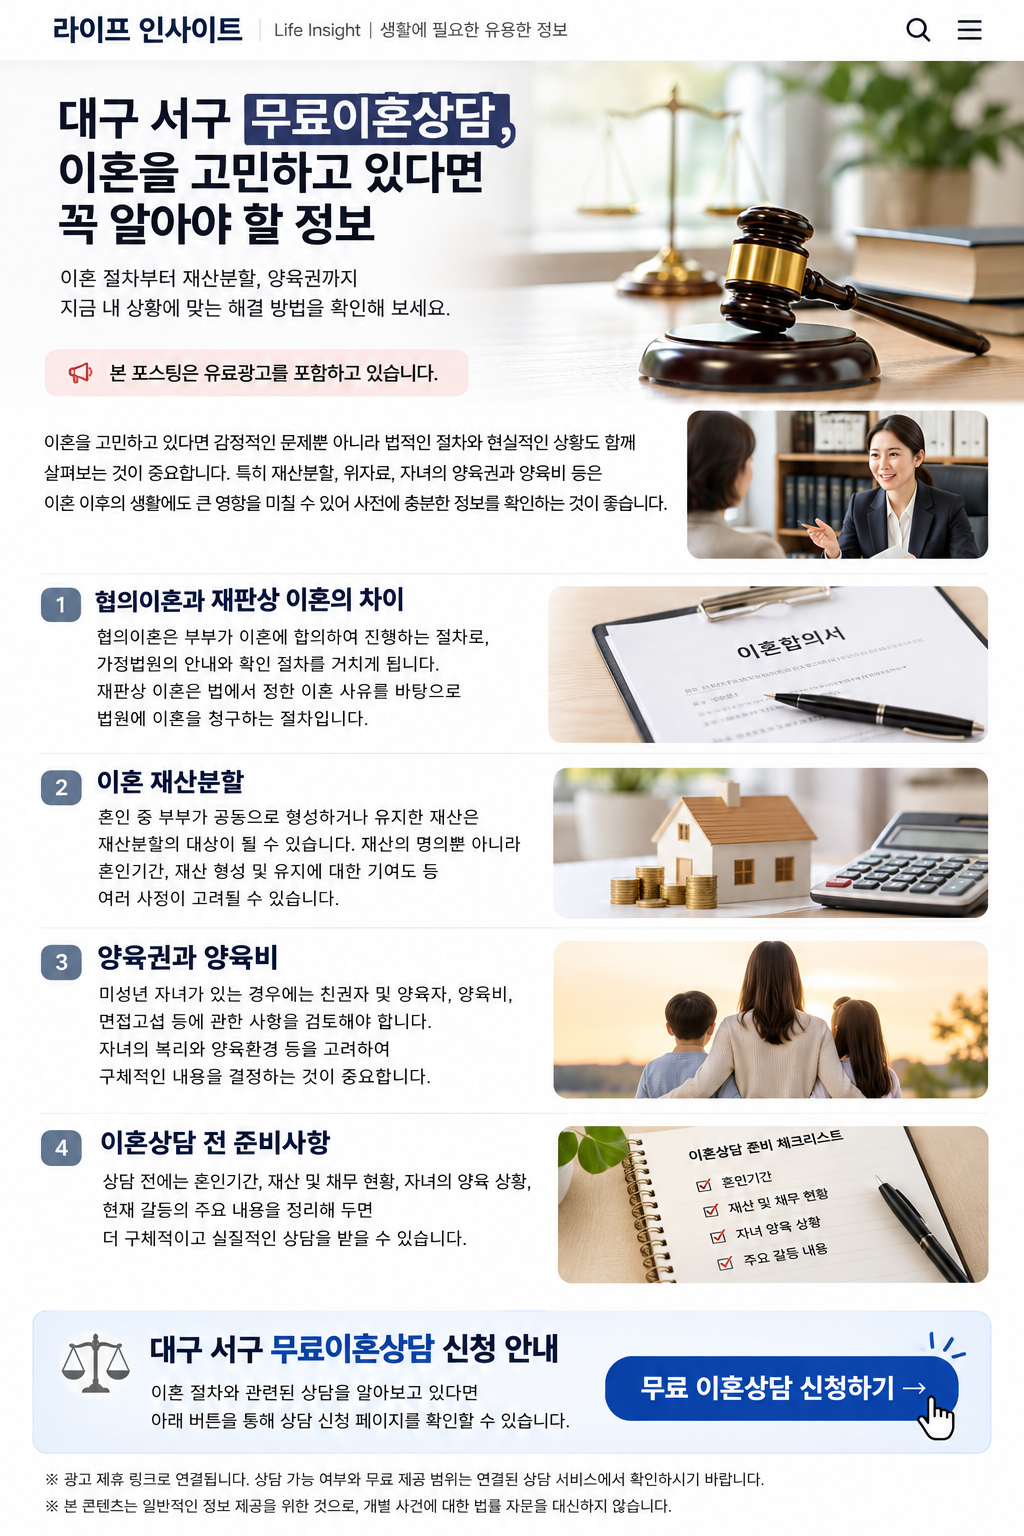 라이프 인사이트
Life Insight | 생활에 필요한 유용한 정보
대구 서구 무료이혼상담,
이혼을 고민하고 있다면
꼭 알아야 할 정보
이혼 절차부터 재산분할, 양육권까지
지금 내 상황에 맞는 해결 방법을 확인해 보세요.
본 포스팅은 유료광고를 포함하고 있습니다.
이혼을 고민하고 있다면 감정적인 문제뿐 아니라 법적인 절차와 현실적인 상황도 함께
살펴보는 것이 중요합니다. 특히 재산분할, 위자료, 자녀의 양육권과 양육비 등은
이혼 이후의 생활에도 큰 영향을 미칠 수 있어 사전에 충분한 정보를 확인하는 것이 좋습니다.
1 협의이혼과 재판상 이혼의 차이
협의이혼은 부부가 이혼에 합의하여 진행하는 절차로,
가정법원의 안내와 확인 절차를 거치게 됩니다.
재판상 이혼은 법에서 정한 이혼 사유를 바탕으로
법원에 이혼을 청구하는 절차입니다.
이혼합의서
2 이혼 재산분할
혼인 중 부부가 공동으로 형성하거나 유지한 재산은
재산분할의 대상이 될 수 있습니다. 재산의 명의뿐 아니라
혼인기간, 재산 형성 및 유지에 대한 기여도 등
여러 사정이 고려될 수 있습니다.
3 양육권과 양육비
미성년 자녀가 있는 경우에는 친권자 및 양육자, 양육비,
면접교섭 등에 관한 사항을 검토해야 합니다.
자녀의 복리와 양육환경 등을 고려하여
구체적인 내용을 결정하는 것이 중요합니다.
4 이혼상담 전 준비사항
상담 전에는 혼인기간, 재산 및 채무 현황, 자녀의 양육 상황,
현재 갈등의 주요 내용을 정리해 두면
더 구체적이고 실질적인 상담을 받을 수 있습니다.
이혼상담 준비 체크리스트
혼인기간
재산 및 채무 현황
자녀 양육 상황
주요 갈등 내용
대구 서구 무료이혼상담 신청 안내
이혼 절차와 관련된 상담을 알아보고 있다면
아래 버튼을 통해 상담 신청 페이지를 확인할 수 있습니다.
무료 이혼상담 신청하기 →
※ 광고 제휴 링크로 연결됩니다. 상담 가능 여부와 무료 제공 범위는 연결된 상담 서비스에서 확인하시기 바랍니다.
※ 본 콘텐츠는 일반적인 정보 제공을 위한 것으로, 개별 사건에 대한 법률 자문을 대신하지 않습니다.